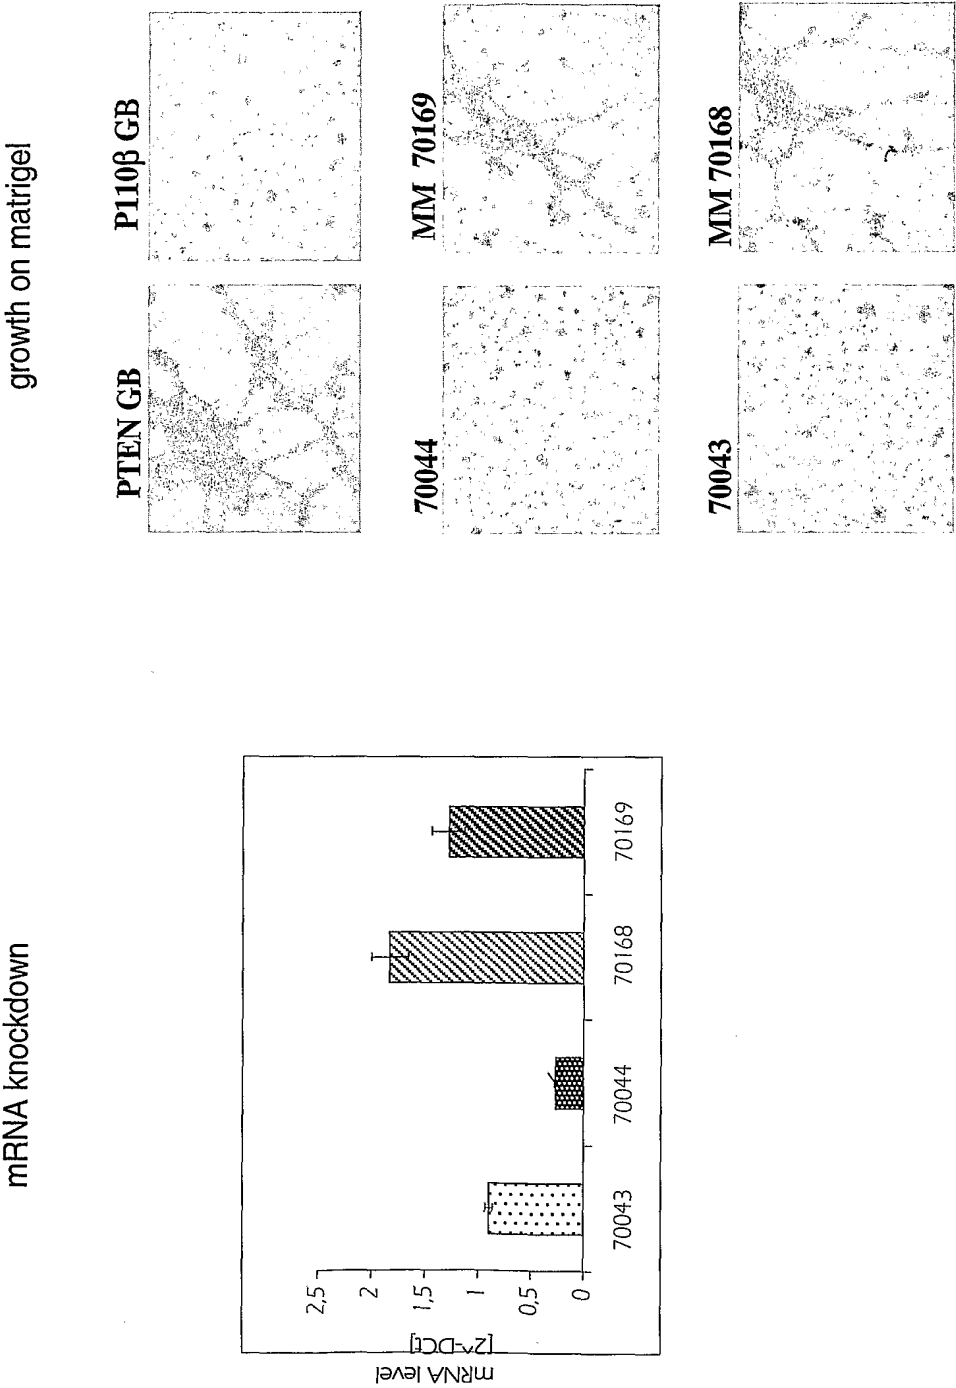 mRNA knockdown
growth on matrigel
mRNA level
[2^-DCt]
2,5
2
1,5
1
0,5
0
70043
70044
70168
70169
PTEN GB
P110β GB
70044
MM 70169
70043
MM 70168